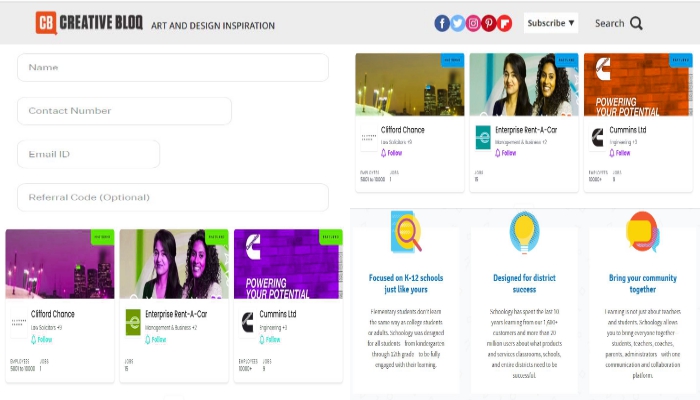 CB CREATIVE BLOQ ART AND DESIGN INSPIRATION
Subscribe ▼
Search
Name
Contact Number
Email ID
Referral Code (Optional)
POWERING
YOUR POTENTIAL
Clifford Chance
Law Solicitors +9
Follow
EMPLOYEES JOBS
5001 to 10000 1
Enterprise Rent-A-Car
Management & Business +2
Follow
JOBS
15
Cummins Ltd
Engineering +3
Follow
EMPLOYEES JOBS
10000+ 9
POWERING
YOUR POTENTIAL
Clifford Chance
Law Solicitors +9
Follow
EMPLOYEES JOBS
5001 to 10000 1
Enterprise Rent-A-Car
Management & Business +2
Follow
JOBS
15
Cummins Ltd
Engineering +3
Follow
EMPLOYEES JOBS
10000+ 9
Focused on K-12 schools
just like yours
Elementary students don't learn
the same way as college students
or adults. Schoology was designed
for all students from kindergarten
through 12th grade to be fully
engaged with their learning.
Designed for district
success
Schoology has spent the last 10
years learning from our 1,600+
customers and more than 20
million users about what products
and services classrooms, schools,
and entire districts need to be
successful.
Bring your community
together
Learning is not just about teachers
and students. Schoology allows
you to bring everyone together
students, teachers, coaches,
parents, administrators with one
communication and collaboration
platform.